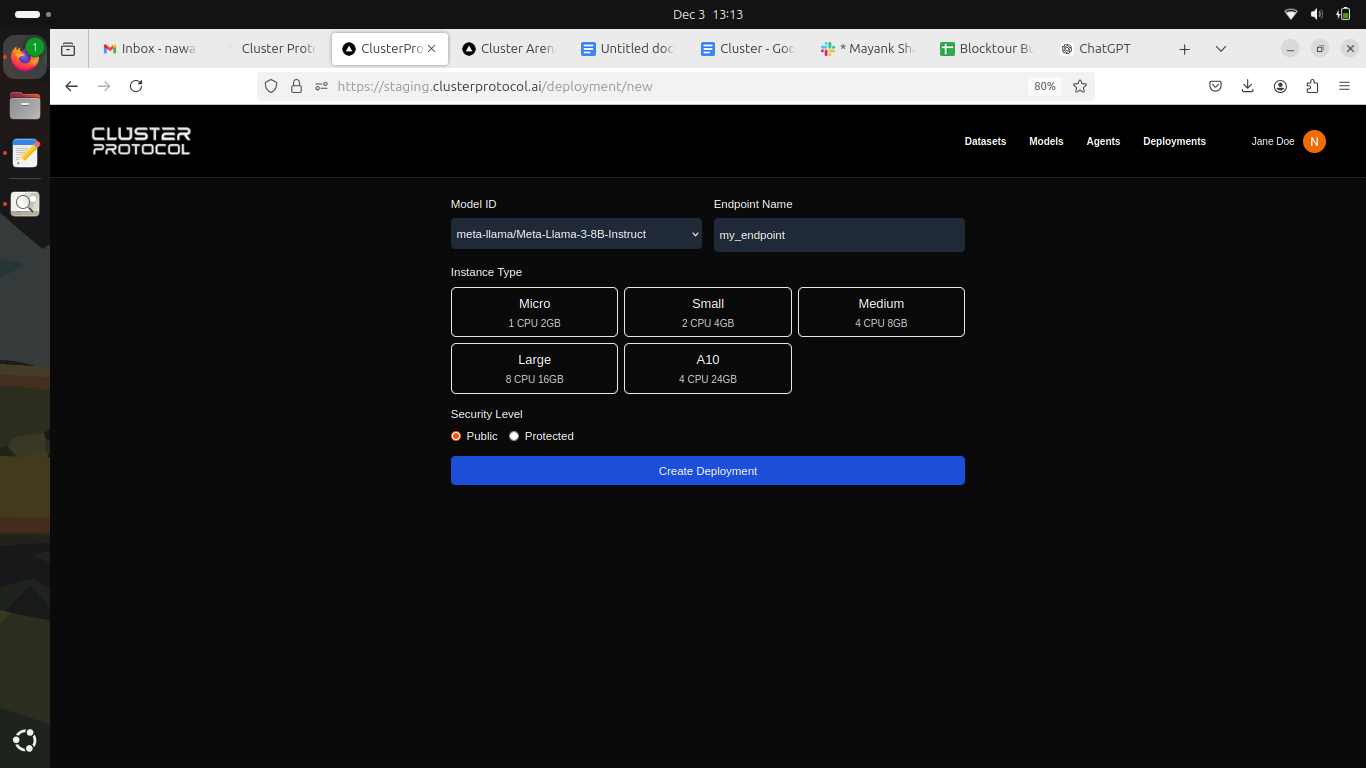 Dec 3 13:13
1
Inbox - nawa
Cluster Proto
ClusterPro
Cluster Aren
Untitled doc
Cluster - Goo
* Mayank Sh
Blocktour Bu
ChatGPT
https://staging.clusterprotocol.ai/deployment/new
80%
CLUSTER
PROTOCOL
Datasets
Models
Agents
Deployments
Jane Doe
N
Model ID
Endpoint Name
meta-llama/Meta-Llama-3-8B-Instruct
my_endpoint
Instance Type
Micro
1 CPU 2GB
Small
2 CPU 4GB
Medium
4 CPU 8GB
Large
8 CPU 16GB
A10
4 CPU 24GB
Security Level
Public
Protected
Create Deployment